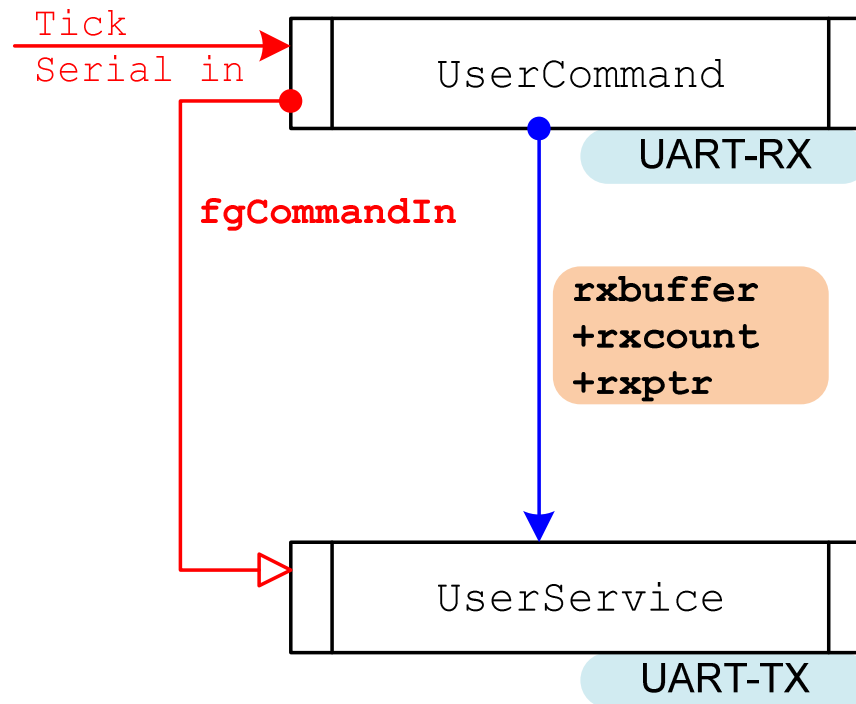 Tick
Serial in
UserCommand
UART-RX
fgCommandIn
rxbuffer
+rxcount
+rxptr
UserService
UART-TX